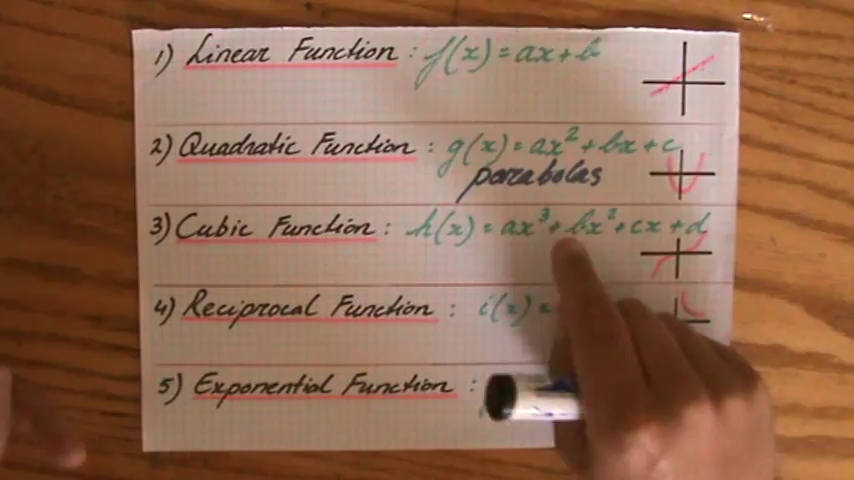 1) Linear Function : f(x) = ax + b
2) Quadratic Function : g(x) = ax² + bx + c
parabolas
3) Cubic Function : h(x) = ax³ + bx² + cx + d
4) Reciprocal Function : i(x) =
5) Exponential Function :